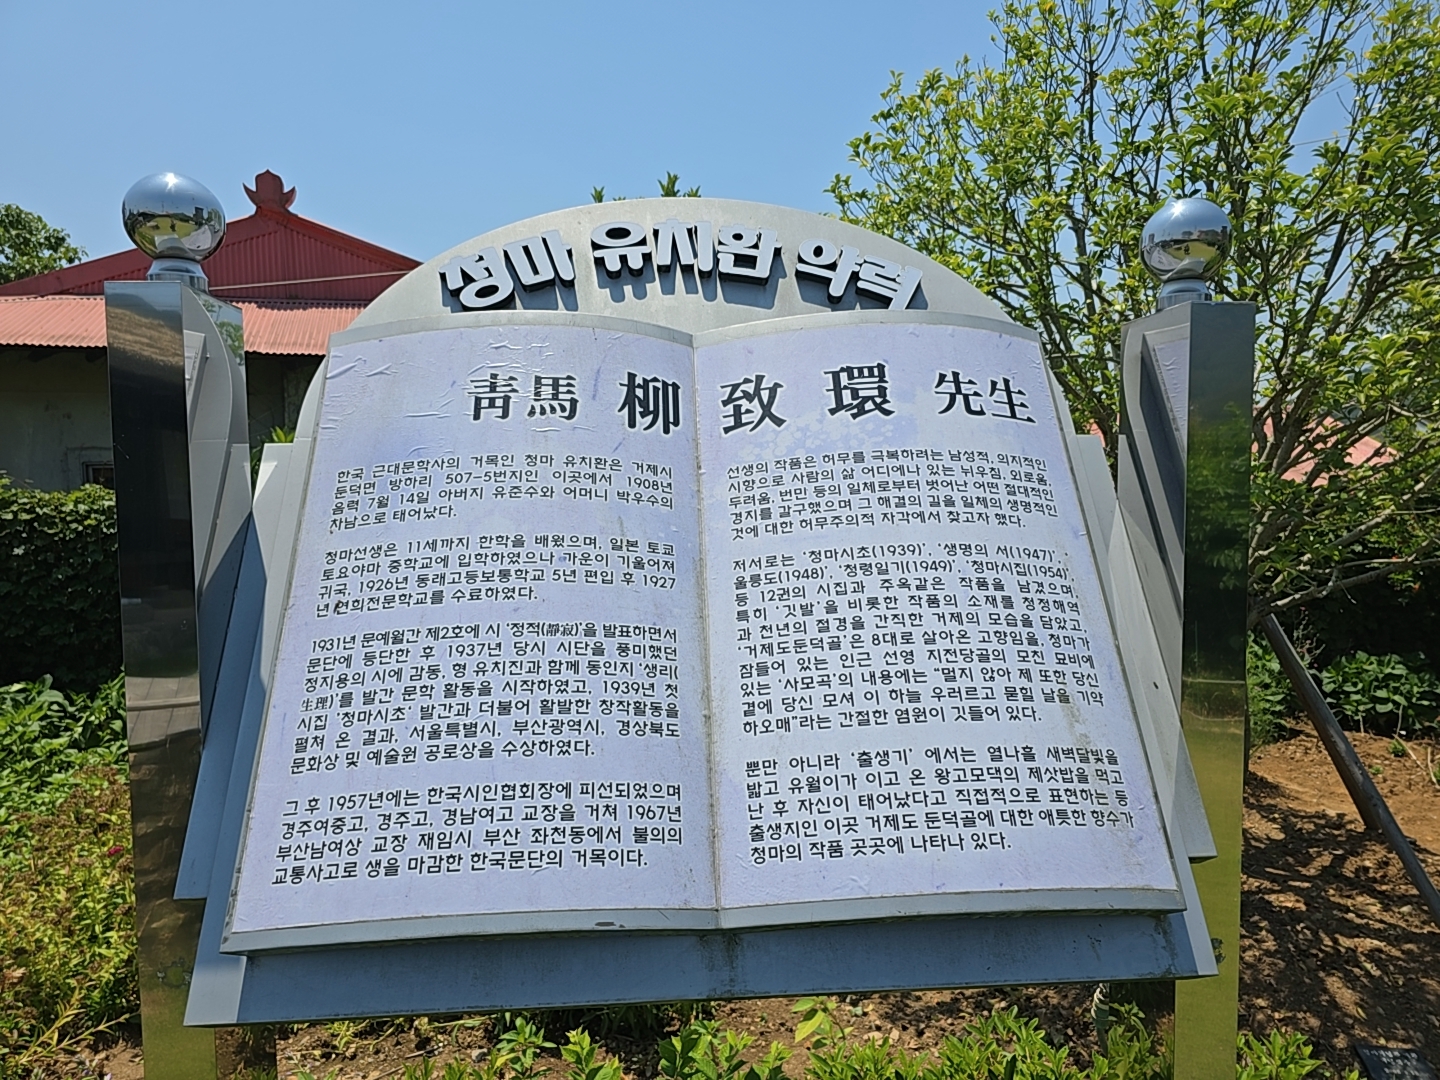 청마 유치환 약력
靑馬 柳 致 環 先生
한국 근대문학사의 거목인 청마 유치환은 거제시
둔덕면 방하리 507-5번지인 이곳에서 1908년
음력 7월 14일 아버지 유준수와 어머니 박우수의
차남으로 태어났다.
청마선생은 11세까지 한학을 배웠으며, 일본 토쿄
토요야마 중학교에 입학하였으나 가운이 기울어져
귀국, 1926년 동래고등보통학교 5년 편입 후 1927
년 연희전문학교를 수료하였다.
1931년 문예월간 제2호에 시 '정적(靜寂)'을 발표하면서
문단에 등단한 후 1937년 당시 시단을 풍미했던
정지용의 시에 감동, 형 유치진과 함께 동인지 '생리(
生理)'를 발간 문학 활동을 시작하였고, 1939년 첫
시집 '청마시초' 발간과 더불어 활발한 창작활동을
펼쳐 온 결과, 서울특별시, 부산광역시, 경상북도
문화상 및 예술원 공로상을 수상하였다.
그 후 1957년에는 한국시인협회장에 피선되었으며
경주여중고, 경주고, 경남여고 교장을 거쳐 1967년
부산남여상 교장 재임시 부산 좌천동에서 불의의
교통사고로 생을 마감한 한국문단의 거목이다.
선생의 작품은 허무를 극복하려는 남성적, 의지적인
시향으로 사람의 삶 어디에나 있는 뉘우침, 외로움,
두려움, 번민 등의 일체로부터 벗어난 어떤 절대적인
경지를 갈구했으며 그 해결의 길을 일체의 생명적인
것에 대한 허무주의적 자각에서 찾고자 했다.
저서로는 '청마시초(1939)', '생명의 서(1947)', '
울릉도(1948)', '청령일기(1949)', '청마시집(1954)',
등 12권의 시집과 주옥같은 작품을 남겼으며,
특히 '깃발'을 비롯한 작품의 소재를 청정해역
과 천년의 절경을 간직한 거제의 모습을 담았고,
'거제도둔덕골'은 8대로 살아온 고향임을, 청마가
잠들어 있는 인근 선영 지전당골의 모친 묘비에
있는 '사모곡'의 내용에는 "멀지 않아 제 또한 당신
곁에 당신 모셔 이 하늘 우러르고 묻힐 날을 기약
하오매"라는 간절한 염원이 깃들어 있다.
뿐만 아니라 '출생기' 에서는 열나흘 새벽달빛을
밟고 유월이가 이고 온 왕고모댁의 제삿밥을 먹고
난 후 자신이 태어났다고 직접적으로 표현하는 등
출생지인 이곳 거제도 둔덕골에 대한 애틋한 향수가
청마의 작품 곳곳에 나타나 있다.